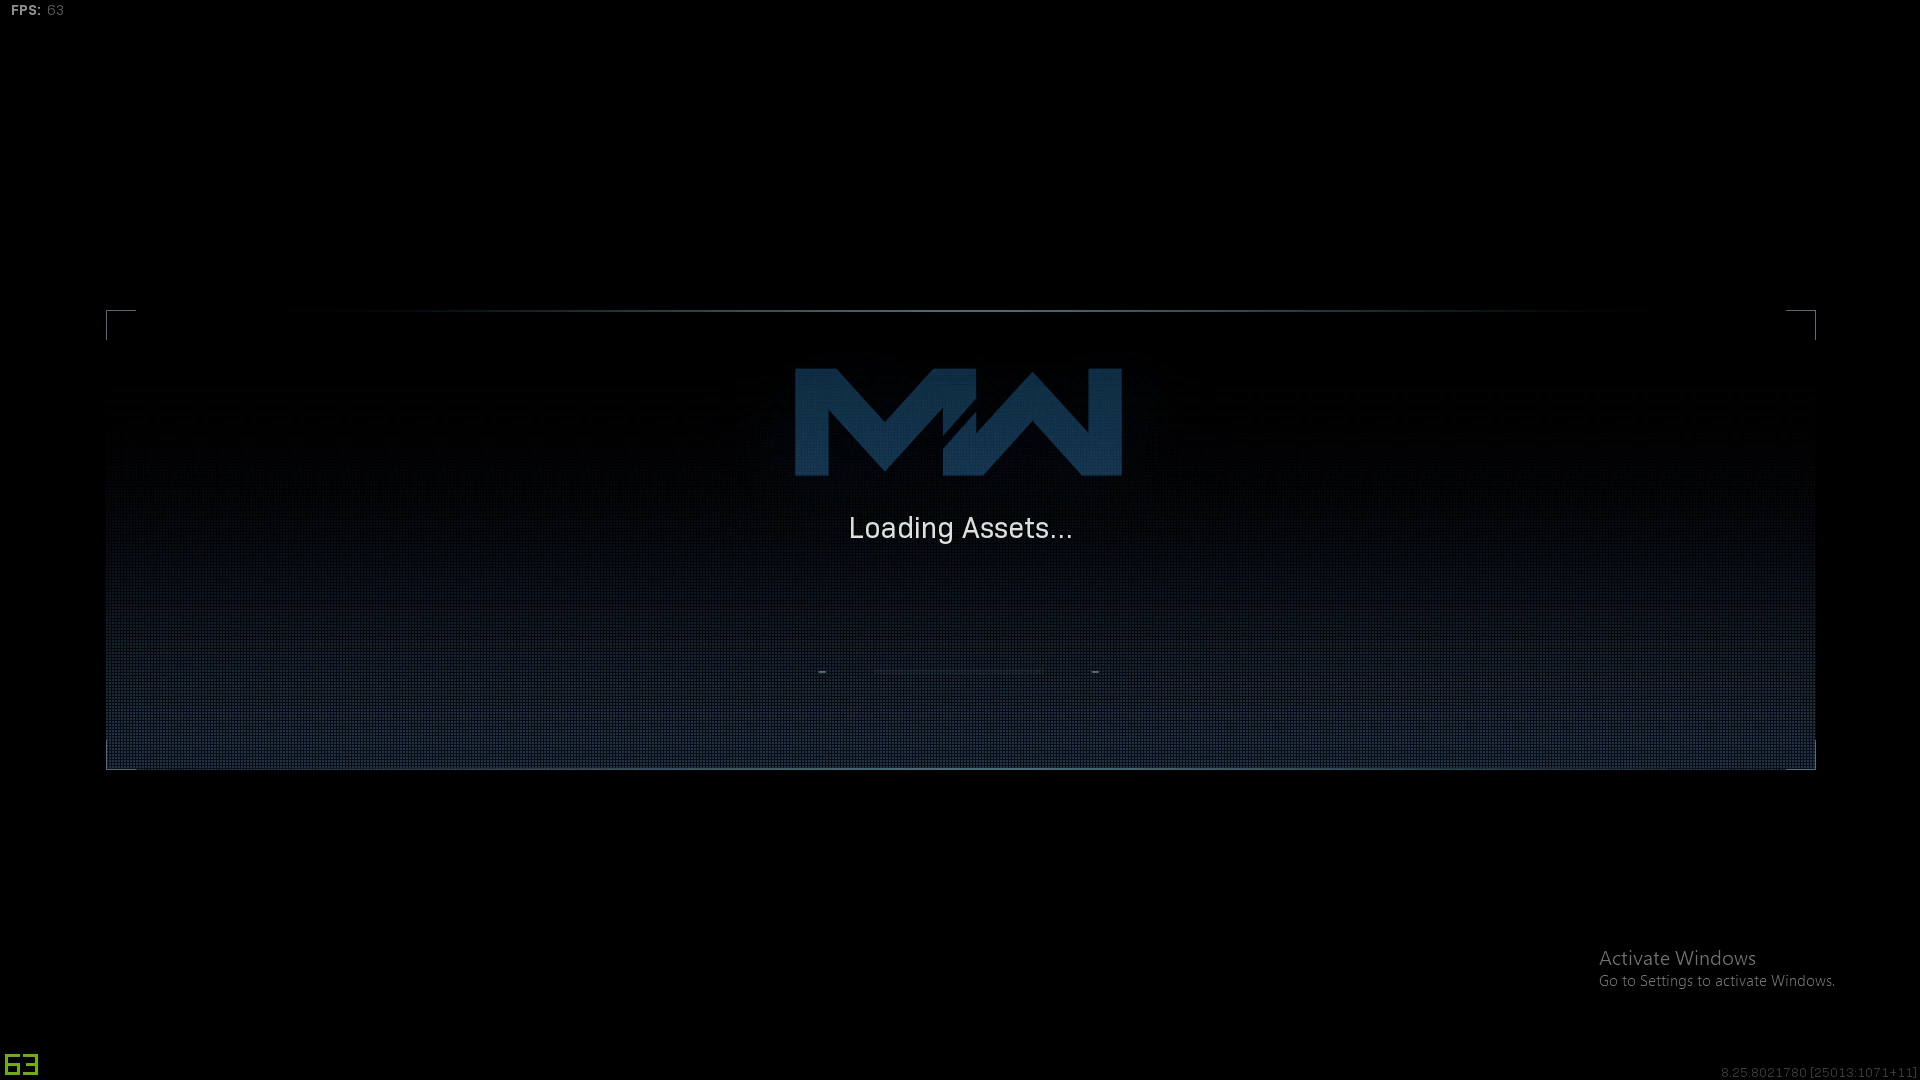 FPS: 63
MW
Loading Assets...
Activate Windows
Go to Settings to activate Windows.
63
8.25.8021780 [25013:1071+11]